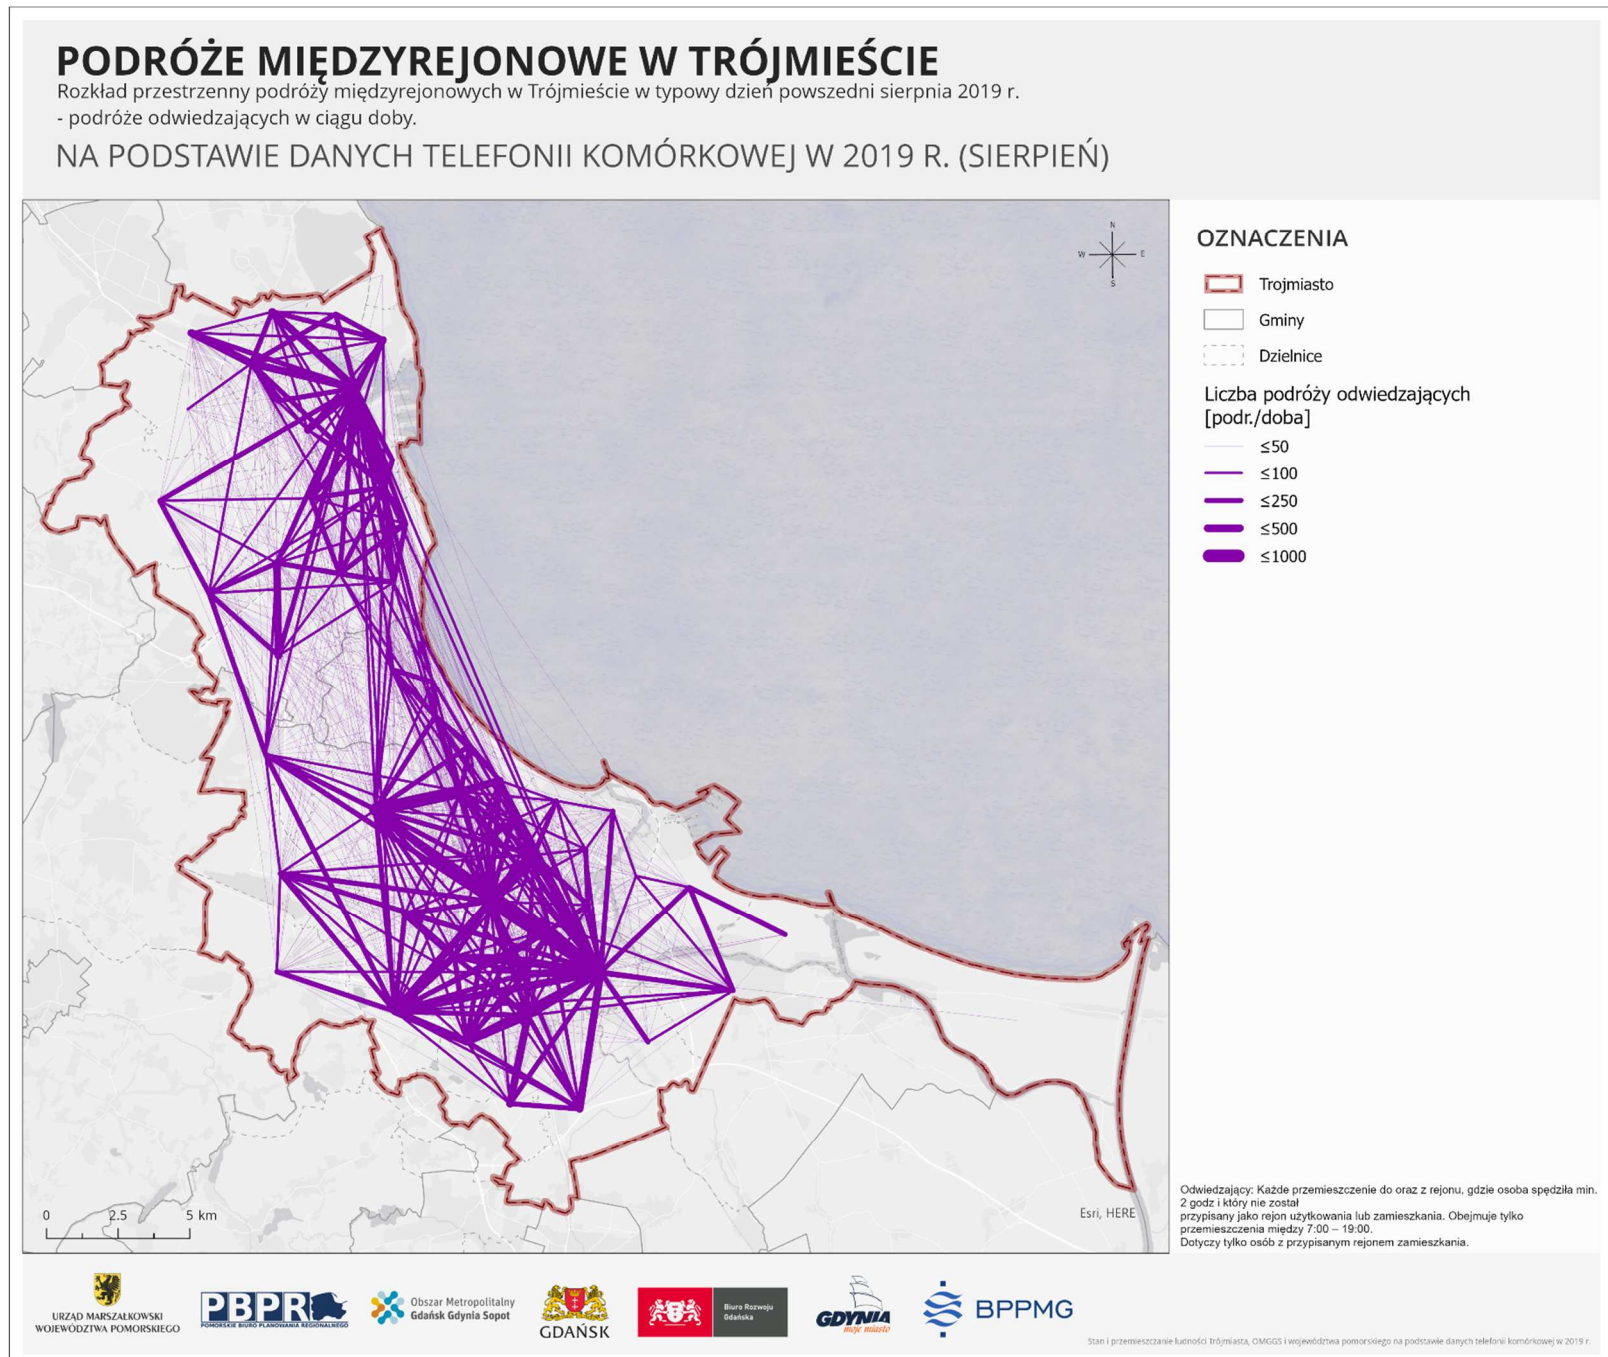 PODRÓŻE MIĘDZYREJONOWE W TRÓJMIEŚCIE
Rozkład przestrzenny podróży międzyrejonowych w Trójmieście w typowy dzień powszedni sierpnia 2019 r.
- podróże odwiedzających w ciągu doby.
NA PODSTAWIE DANYCH TELEFONII KOMÓRKOWEJ W 2019 R. (SIERPIEŃ)
N
W E
S
OZNACZENIA
Trojmiasto
Gminy
Dzielnice
Liczba podróży odwiedzających
[podr./doba]
≤50
≤100
≤250
≤500
≤1000
0 2.5 5 km
Esri, HERE
Odwiedzający: Każde przemieszczenie do oraz z rejonu, gdzie osoba spędziła min.
2 godz i który nie został
przypisany jako rejon użytkowania lub zamieszkania. Obejmuje tylko
przemieszczenia między 7:00 – 19:00.
Dotyczy tylko osób z przypisanym rejonem zamieszkania.
URZĄD MARSZAŁKOWSKI
WOJEWÓDZTWA POMORSKIEGO
PBPR
POMORSKIE BIURO PLANOWANIA REGIONALNEGO
Obszar Metropolitalny
Gdańsk Gdynia Sopot
GDAŃSK
Biuro Rozwoju
Gdańska
GDYNIA
moje miasto
BPPMG
Stan i przemieszczanie ludności Trójmiasta, OMGGS i województwa pomorskiego na podstawie danych telefonii komórkowej w 2019 r.